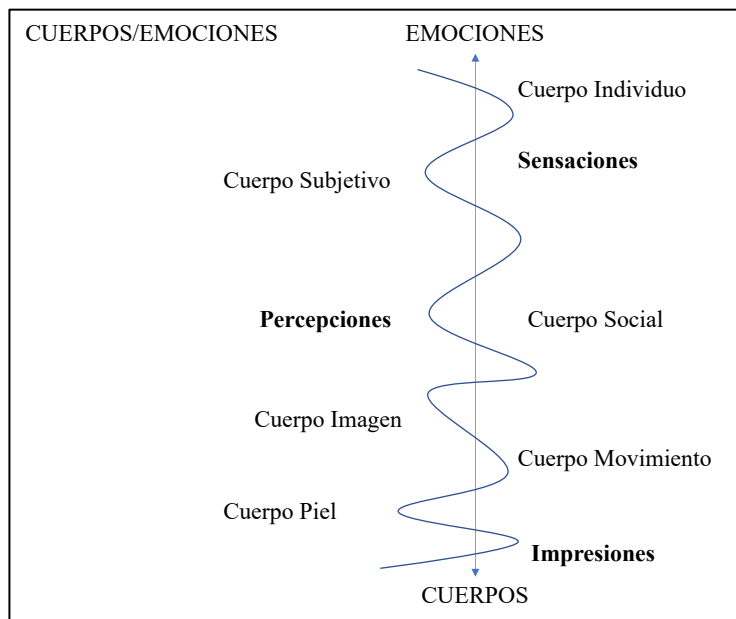 CUERPOS/EMOCIONES
EMOCIONES
Cuerpo Individuo
Sensaciones
Cuerpo Subjetivo
Percepciones
Cuerpo Social
Cuerpo Imagen
Cuerpo Movimiento
Cuerpo Piel
Impresiones
CUERPOS